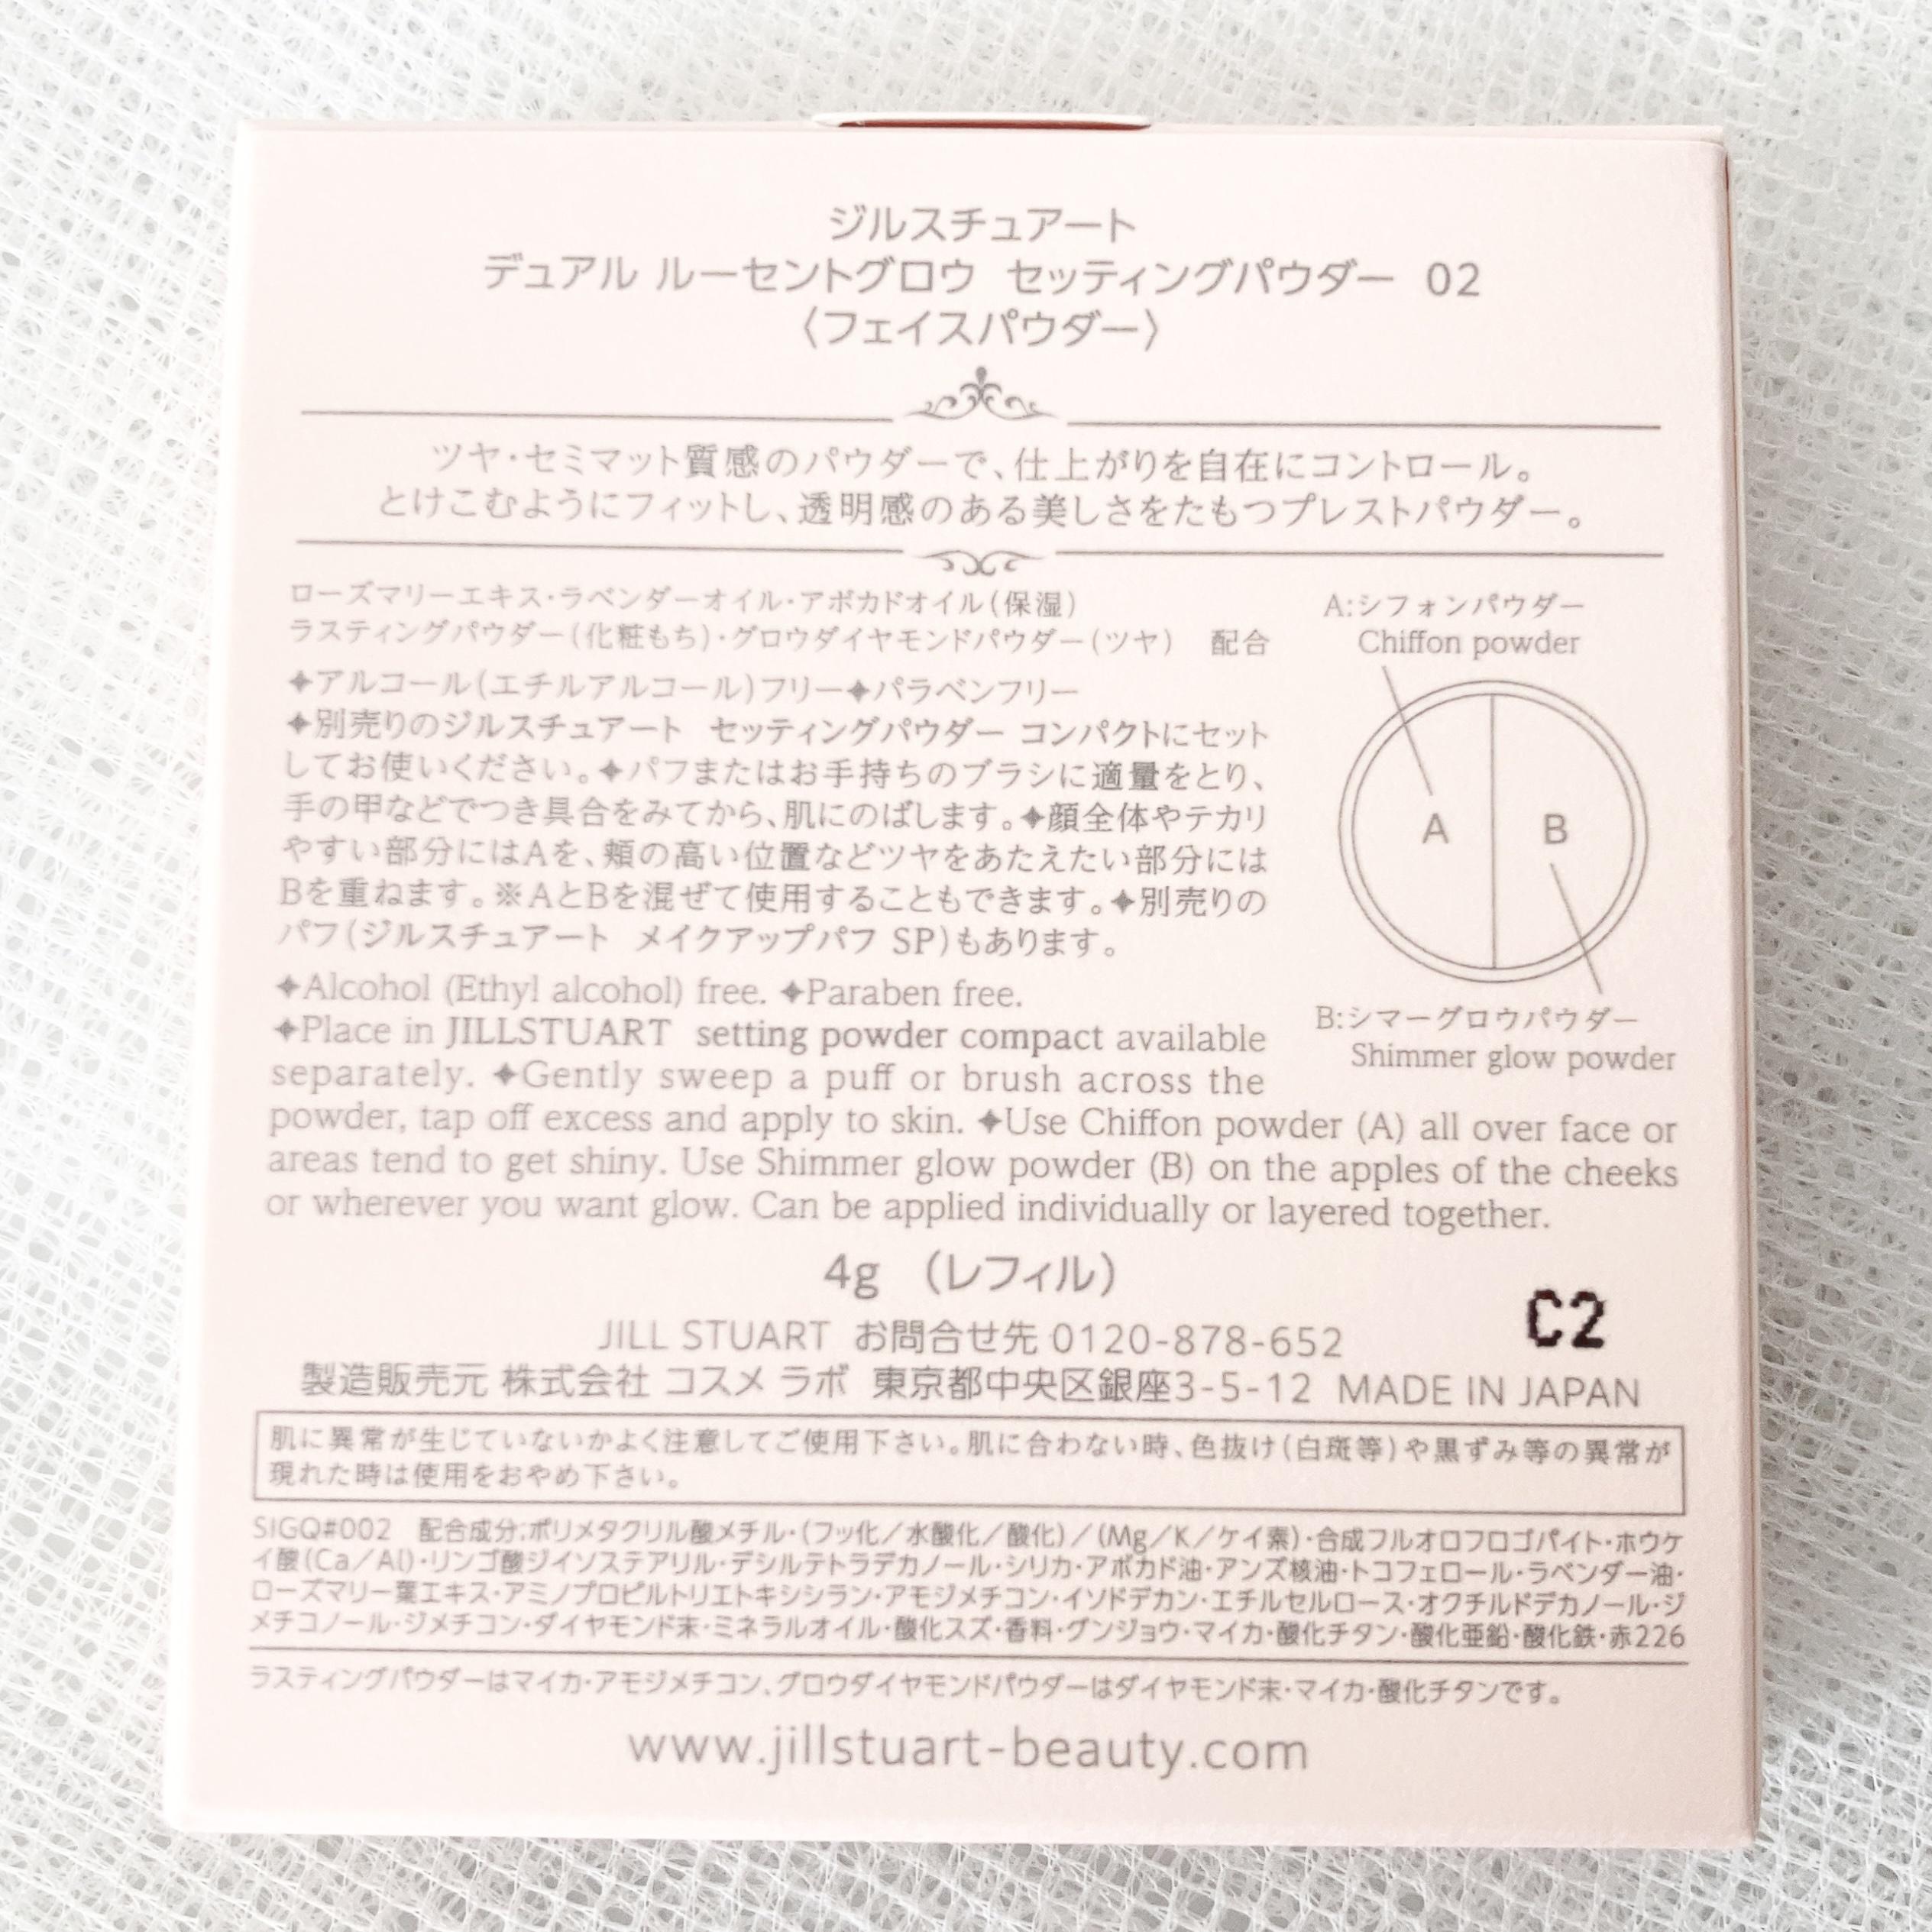 ジルスチュアート
デュアル ルーセントグロウ セッティングパウダー 02
〈フェイスパウダー〉
ツヤ・セミマット質感のパウダーで、仕上がりを自在にコントロール。
とけこむようにフィットし、透明感のある美しさをたもつプレストパウダー。
ローズマリーエキス・ラベンダーオイル・アボカドオイル(保湿)
ラスティングパウダー(化粧もち)・グロウダイヤモンドパウダー(ツヤ) 配合
✦アルコール(エチルアルコール)フリー✦パラベンフリー
✦別売りのジルスチュアート セッティングパウダー コンパクトにセット
してお使いください。✦パフまたはお手持ちのブラシに適量をとり、
手の甲などでつき具合をみてから、肌にのばします。✦顔全体やテカリ
やすい部分にはAを、頬の高い位置などツヤをあたえたい部分には
Bを重ねます。※AとBを混ぜて使用することもできます。✦別売りの
パフ(ジルスチュアート メイクアップパフ SP)もあります。
A:シフォンパウダー
Chiffon powder
A
B
B:シマーグロウパウダー
Shimmer glow powder
✦Alcohol (Ethyl alcohol) free. ✦Paraben free.
✦Place in JILLSTUART setting powder compact available
separately. ✦Gently sweep a puff or brush across the
powder, tap off excess and apply to skin. ✦Use Chiffon powder (A) all over face or
areas tend to get shiny. Use Shimmer glow powder (B) on the apples of the cheeks
or wherever you want glow. Can be applied individually or layered together.
4g （レフィル）
C2
JILL STUART お問合せ先 0120-878-652
製造販売元 株式会社 コスメ ラボ 東京都中央区銀座3-5-12 MADE IN JAPAN
肌に異常が生じていないかよく注意してご使用下さい。肌に合わない時、色抜け(白斑等)や黒ずみ等の異常が
現れた時は使用をおやめ下さい。
SIGQ#002 配合成分:ポリメタクリル酸メチル・(フッ化／水酸化／酸化)／(Mg／K／ケイ素)・合成フルオロフロゴパイト・ホウケ
イ酸(Ca／Al)・リンゴ酸ジイソステアリル・デシルテトラデカノール・シリカ・アボカド油・アンズ核油・トコフェロール・ラベンダー油・
ローズマリー葉エキス・アミノプロピルトリエトキシシラン・アモジメチコン・イソドデカン・エチルセルロース・オクチルドデカノール・ジ
メチコノール・ジメチコン・ダイヤモンド末・ミネラルオイル・酸化スズ・香料・グンジョウ・マイカ・酸化チタン・酸化亜鉛・酸化鉄・赤226
ラスティングパウダーはマイカ・アモジメチコン、グロウダイヤモンドパウダーはダイヤモンド末・マイカ・酸化チタンです。
www.jillstuart-beauty.com